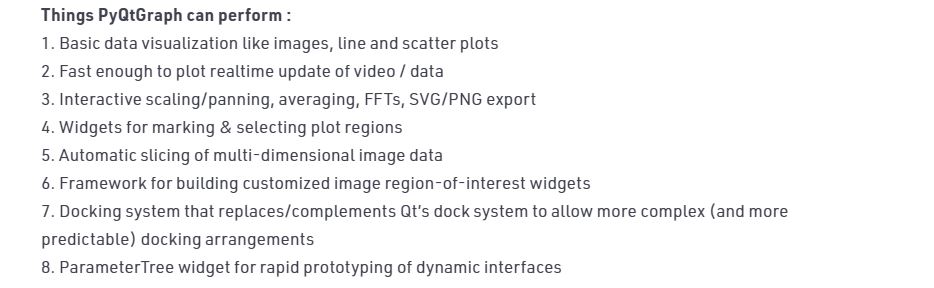 Things PyQtGraph can perform :
1. Basic data visualization like images, line and scatter plots
2. Fast enough to plot realtime update of video / data
3. Interactive scaling/panning, averaging, FFTs, SVG/PNG export
4. Widgets for marking & selecting plot regions
5. Automatic slicing of multi-dimensional image data
6. Framework for building customized image region-of-interest widgets
7. Docking system that replaces/complements Qt’s dock system to allow more complex (and more
predictable) docking arrangements
8. ParameterTree widget for rapid prototyping of dynamic interfaces